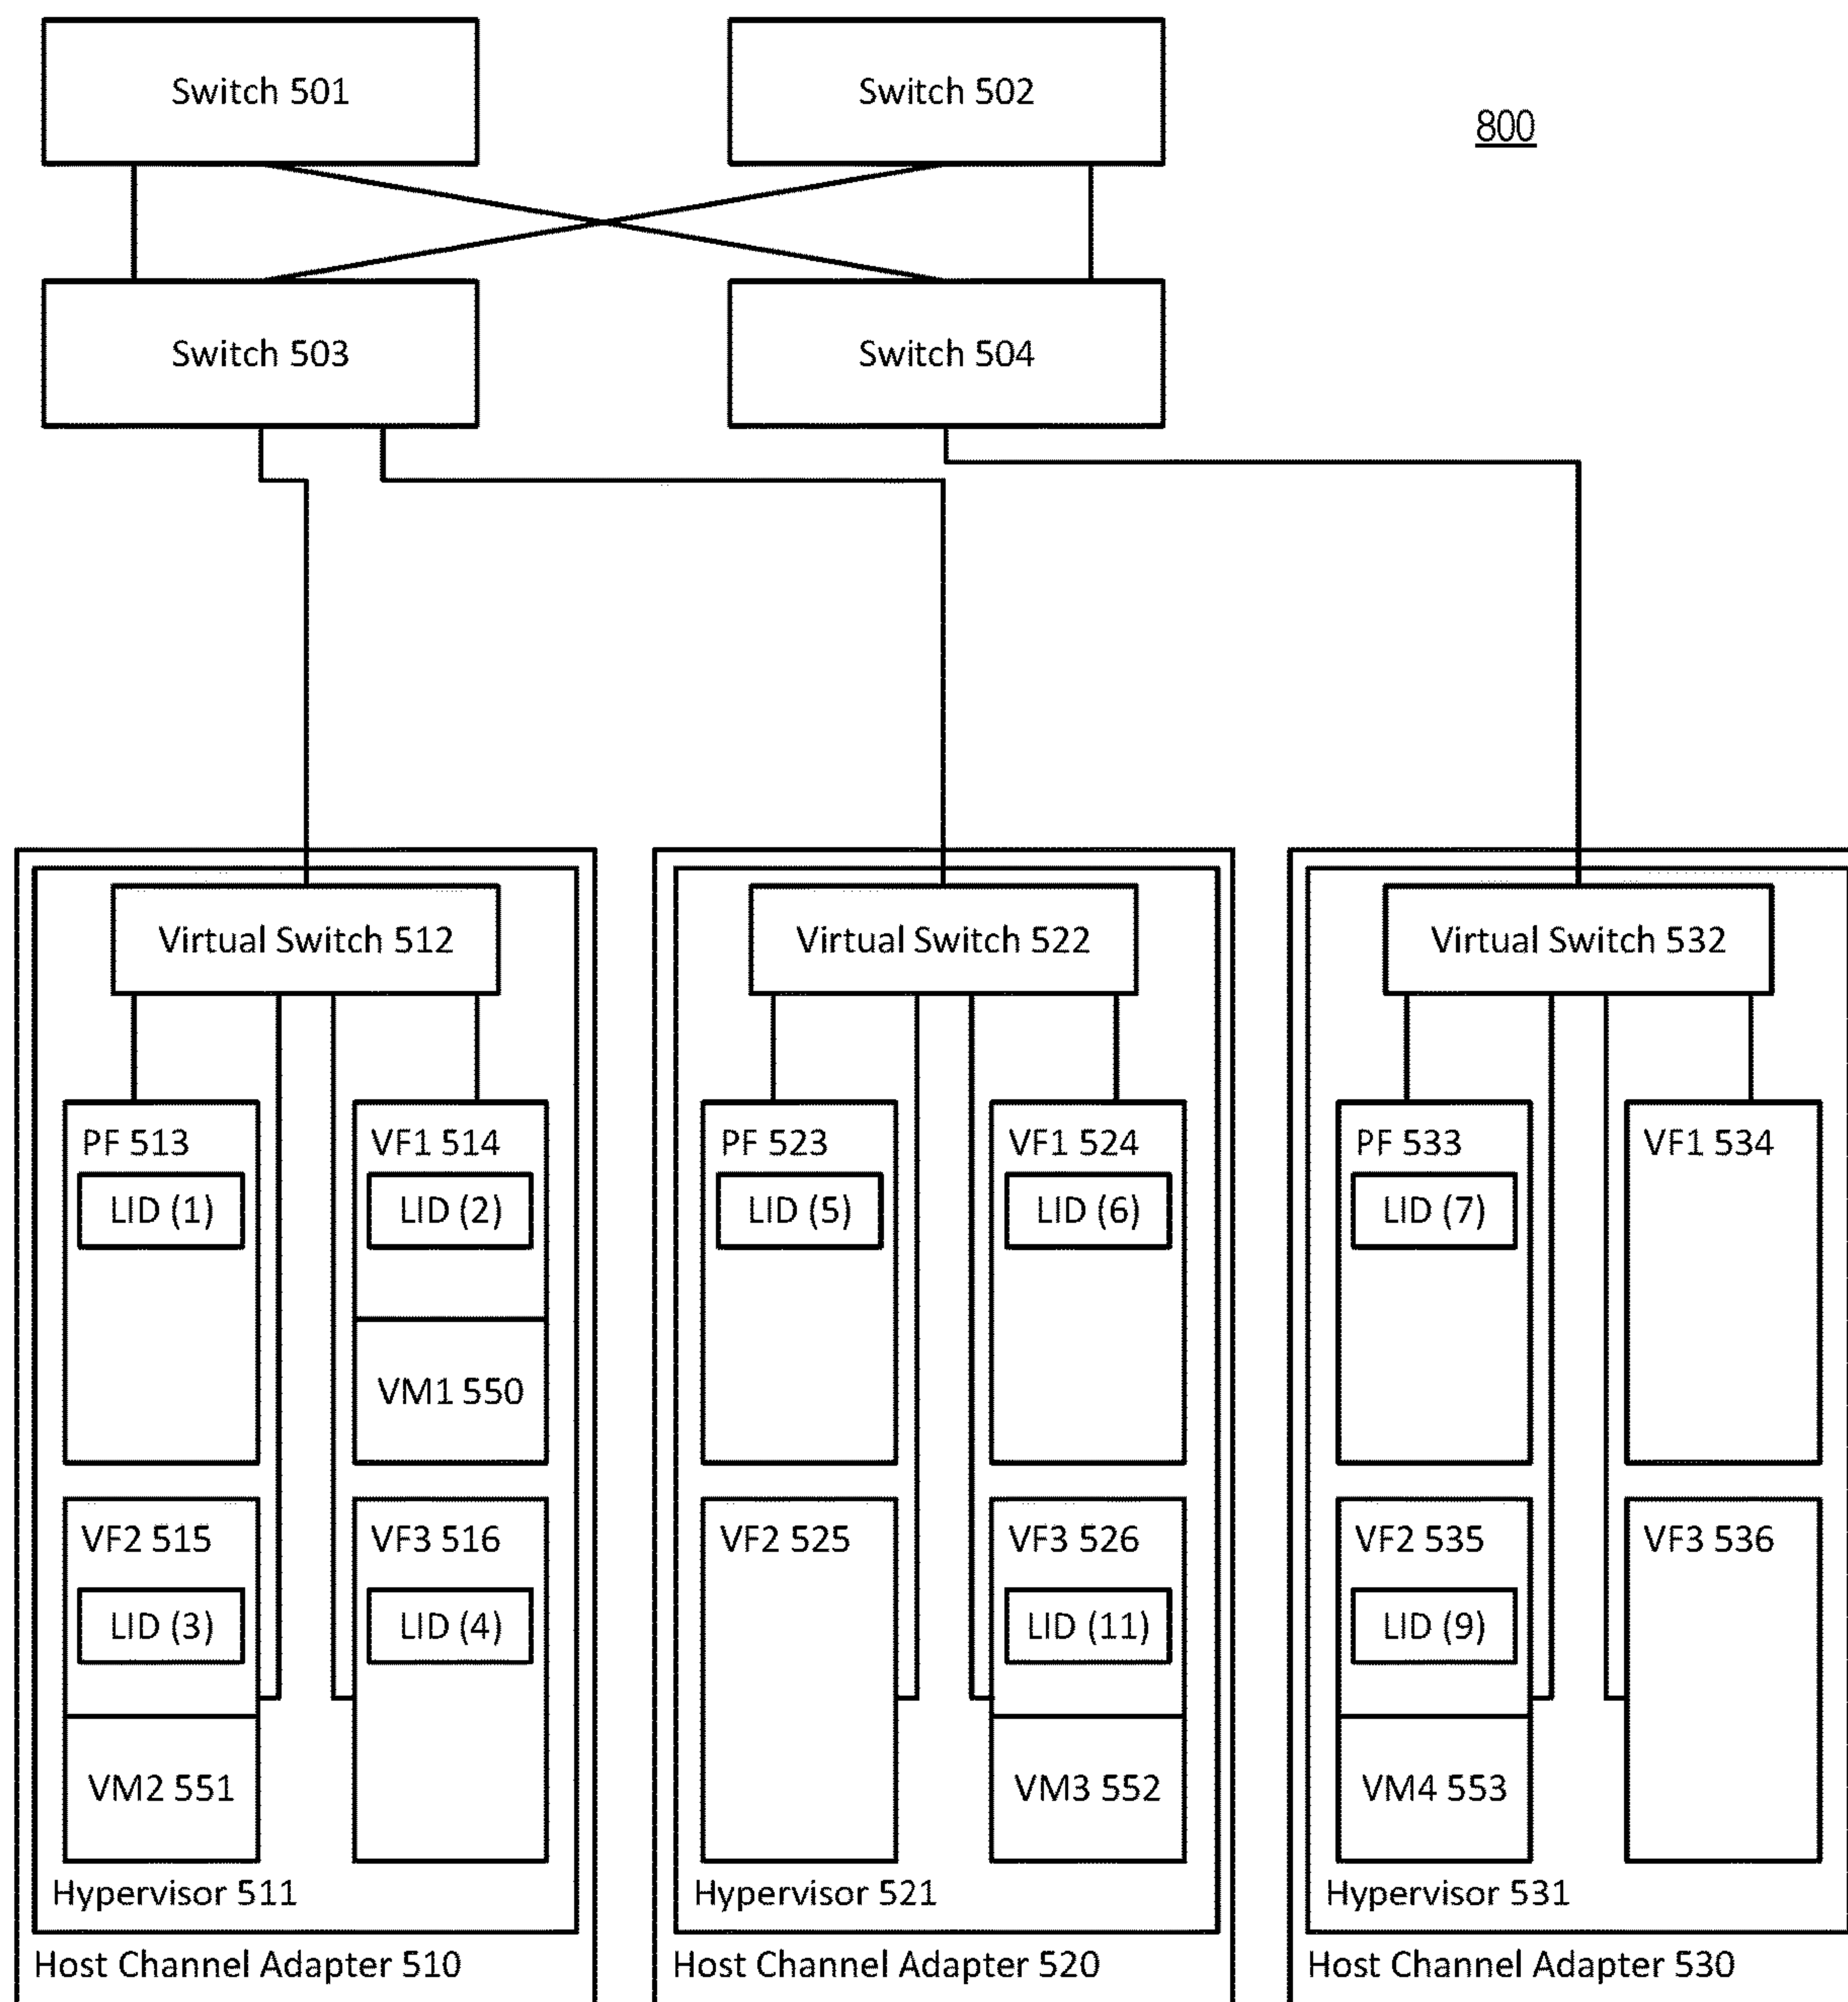 Switch 501
Switch 502
800
Switch 503
Switch 504
Virtual Switch 512
Virtual Switch 522
Virtual Switch 532
PF 513
LID (1)
VF1 514
LID (2)
VM1 550
VF2 515
LID (3)
VM2 551
VF3 516
LID (4)
Hypervisor 511
Host Channel Adapter 510
PF 523
LID (5)
VF1 524
LID (6)
VF2 525
VF3 526
LID (11)
VM3 552
Hypervisor 521
Host Channel Adapter 520
PF 533
LID (7)
VF1 534
VF2 535
LID (9)
VM4 553
VF3 536
Hypervisor 531
Host Channel Adapter 530